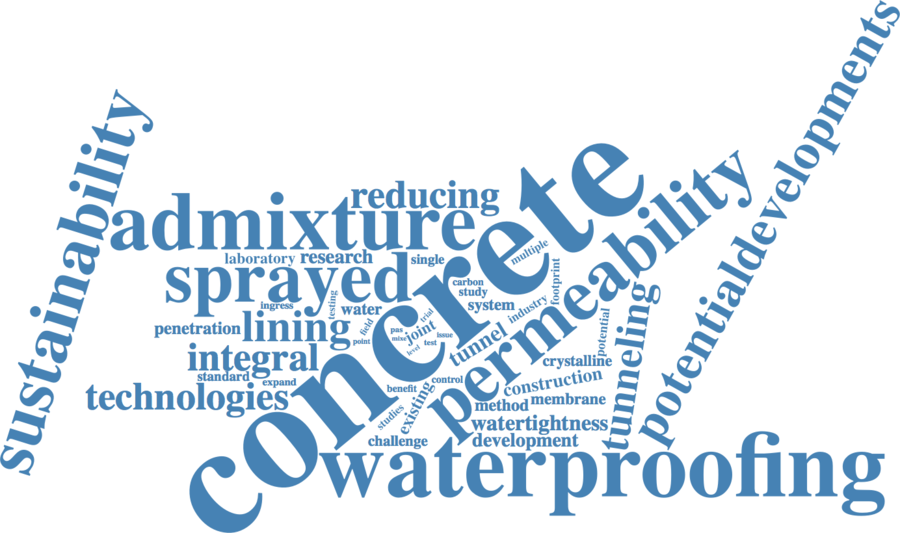 sustainability
concrete
potentialdevelopments
permeability
reducing
admixture
laboratory
research
single
multiple
sprayed
carbon
study
footprint
ingress
testing
water
system
industry
penetration
lining
field
point
pas
mixe
joint
trial
level
test
issue
tunnel
potential
tunneling
integral
crystalline
standard
expand
technologies
benefit
control
existing
construction
method
membrane
studies
watertightness
challenge
development
waterproofing